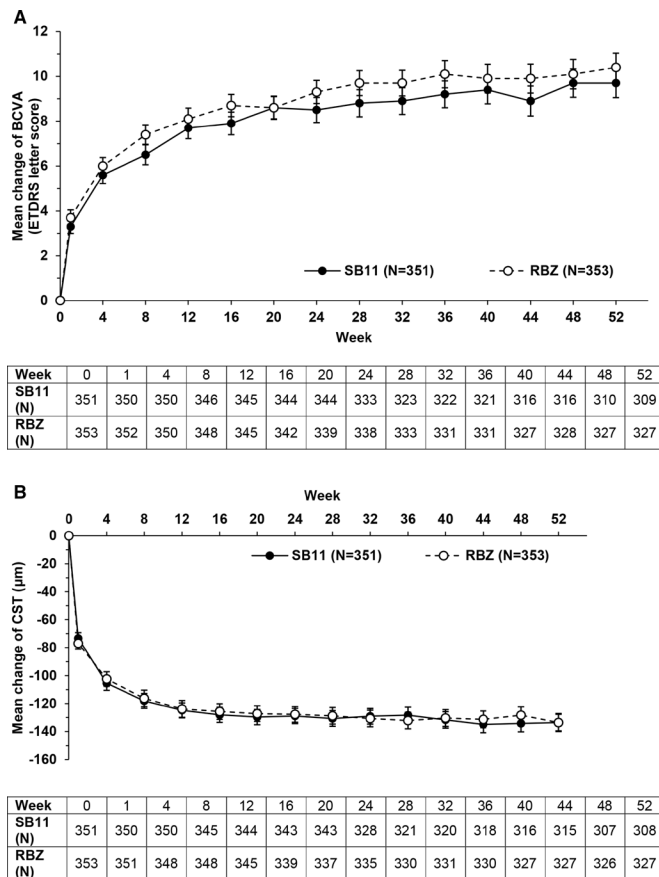 A
Mean change of BCVA
(ETDRS letter score)
12
10
8
6
4
2
0
SB11 (N=351)
RBZ (N=353)
0 4 8 12 16 20 24 28 32 36 40 44 48 52
Week
Week 0 1 4 8 12 16 20 24 28 32 36 40 44 48 52
SB11 (N) 351 350 350 346 345 344 344 333 323 322 321 316 316 310 309
RBZ (N) 353 352 350 348 345 342 339 338 333 331 331 327 328 327 327
B
Week
0 4 8 12 16 20 24 28 32 36 40 44 48 52
Mean change of CST (µm)
0
-20
-40
-60
-80
-100
-120
-140
-160
SB11 (N=351)
RBZ (N=353)
Week 0 1 4 8 12 16 20 24 28 32 36 40 44 48 52
SB11 (N) 351 350 350 345 344 343 343 328 321 320 318 316 315 307 308
RBZ (N) 353 351 348 348 345 339 337 335 330 331 330 327 327 326 327